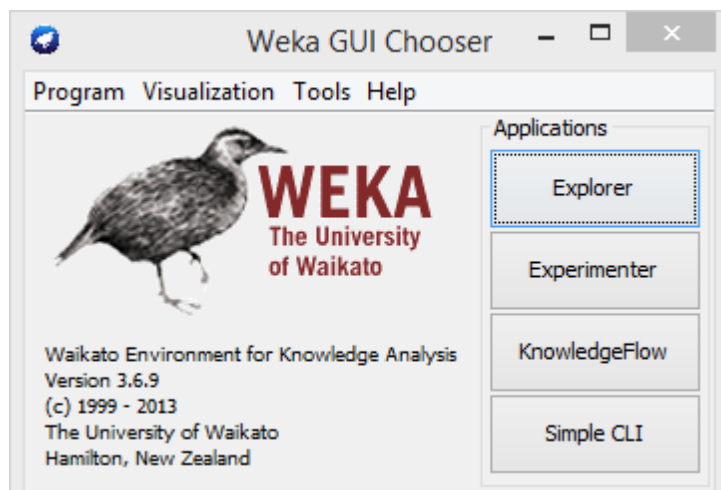 Weka GUI Chooser
Program Visualization Tools Help
WEKA
The University
of Waikato
Waikato Environment for Knowledge Analysis
Version 3.6.9
(c) 1999 - 2013
The University of Waikato
Hamilton, New Zealand
Applications
Explorer
Experimenter
KnowledgeFlow
Simple CLI